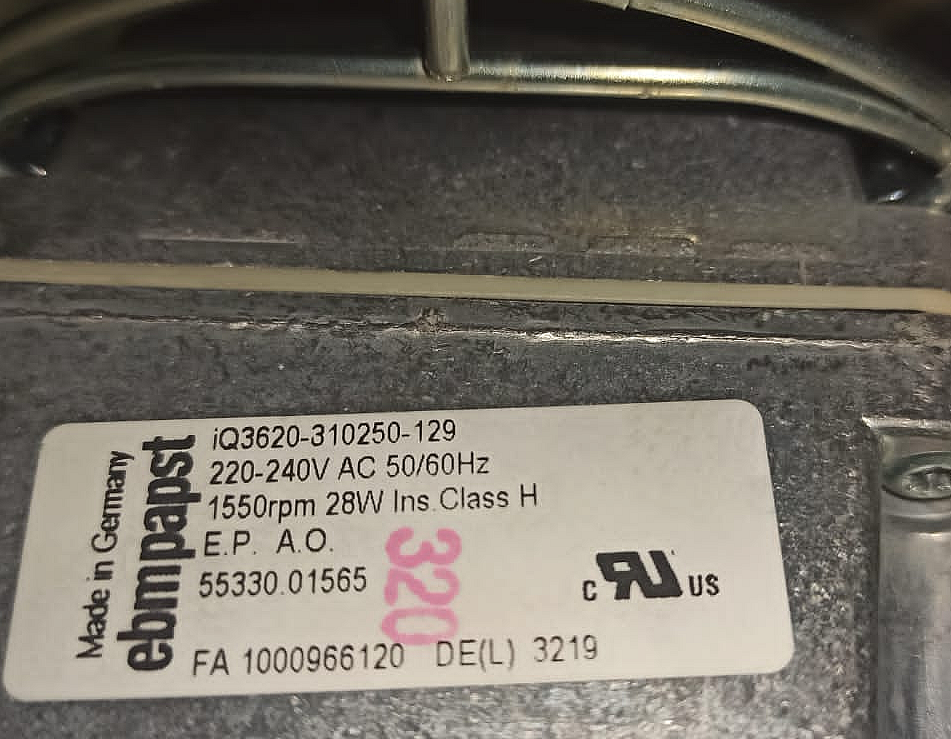 Made in Germany
ebmpapst
iQ3620-310250-129
220-240V AC 50/60Hz
1550rpm 28W Ins.Class H
E.P. A.O.
55330.01565
320
c RU US
FA 1000966120 DE(L) 3219